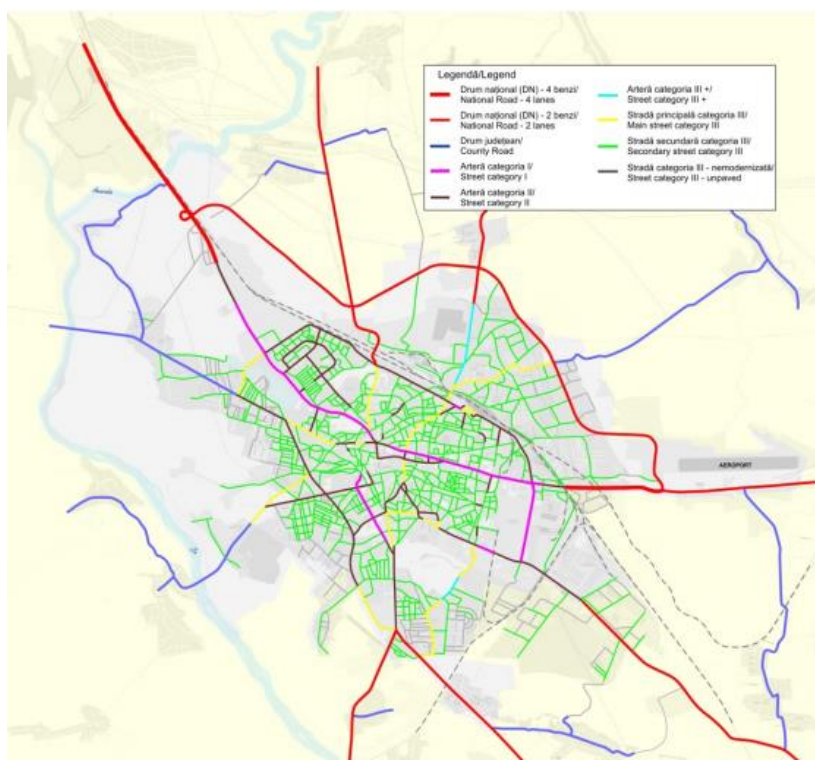 Legendă/Legend
Drum național (DN) - 4 benzi/
National Road - 4 lanes
Drum național (DN) - 2 benzi/
National Road - 2 lanes
Drum județean/
County Road
Arteră categoria I/
Street category I
Arteră categoria II/
Street category II
Arteră categoria III +/
Street category III +
Stradă principală categoria III/
Main street category III
Stradă secundară categoria III/
Secondary street category III
Stradă categoria III - nemodernizată/
Street category III - unpaved
AEROPORT